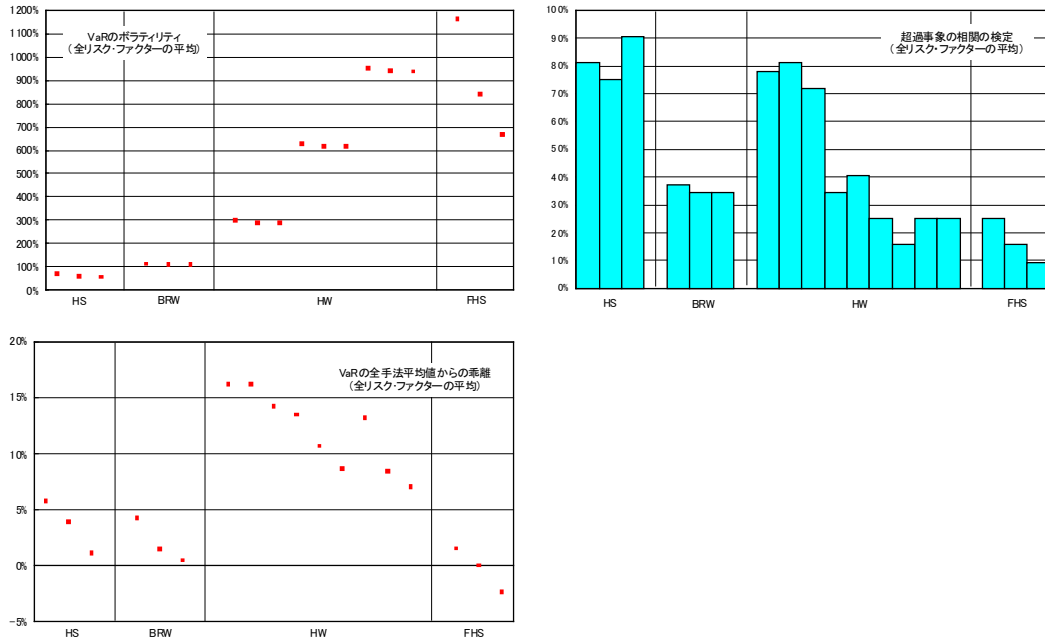 1200%
1100%
1000%
900%
800%
700%
600%
500%
400%
300%
200%
100%
0%
VaRのボラティリティ
(全リスク・ファクターの平均)
HS
BRW
HW
FHS
100%
90%
80%
70%
60%
50%
40%
30%
20%
10%
0%
超過事象の相関の検定
(全リスク・ファクターの平均)
HS
BRW
HW
FHS
20%
15%
10%
5%
0%
-5%
VaRの全手法平均値からの乖離
(全リスク・ファクターの平均)
HS
BRW
HW
FHS